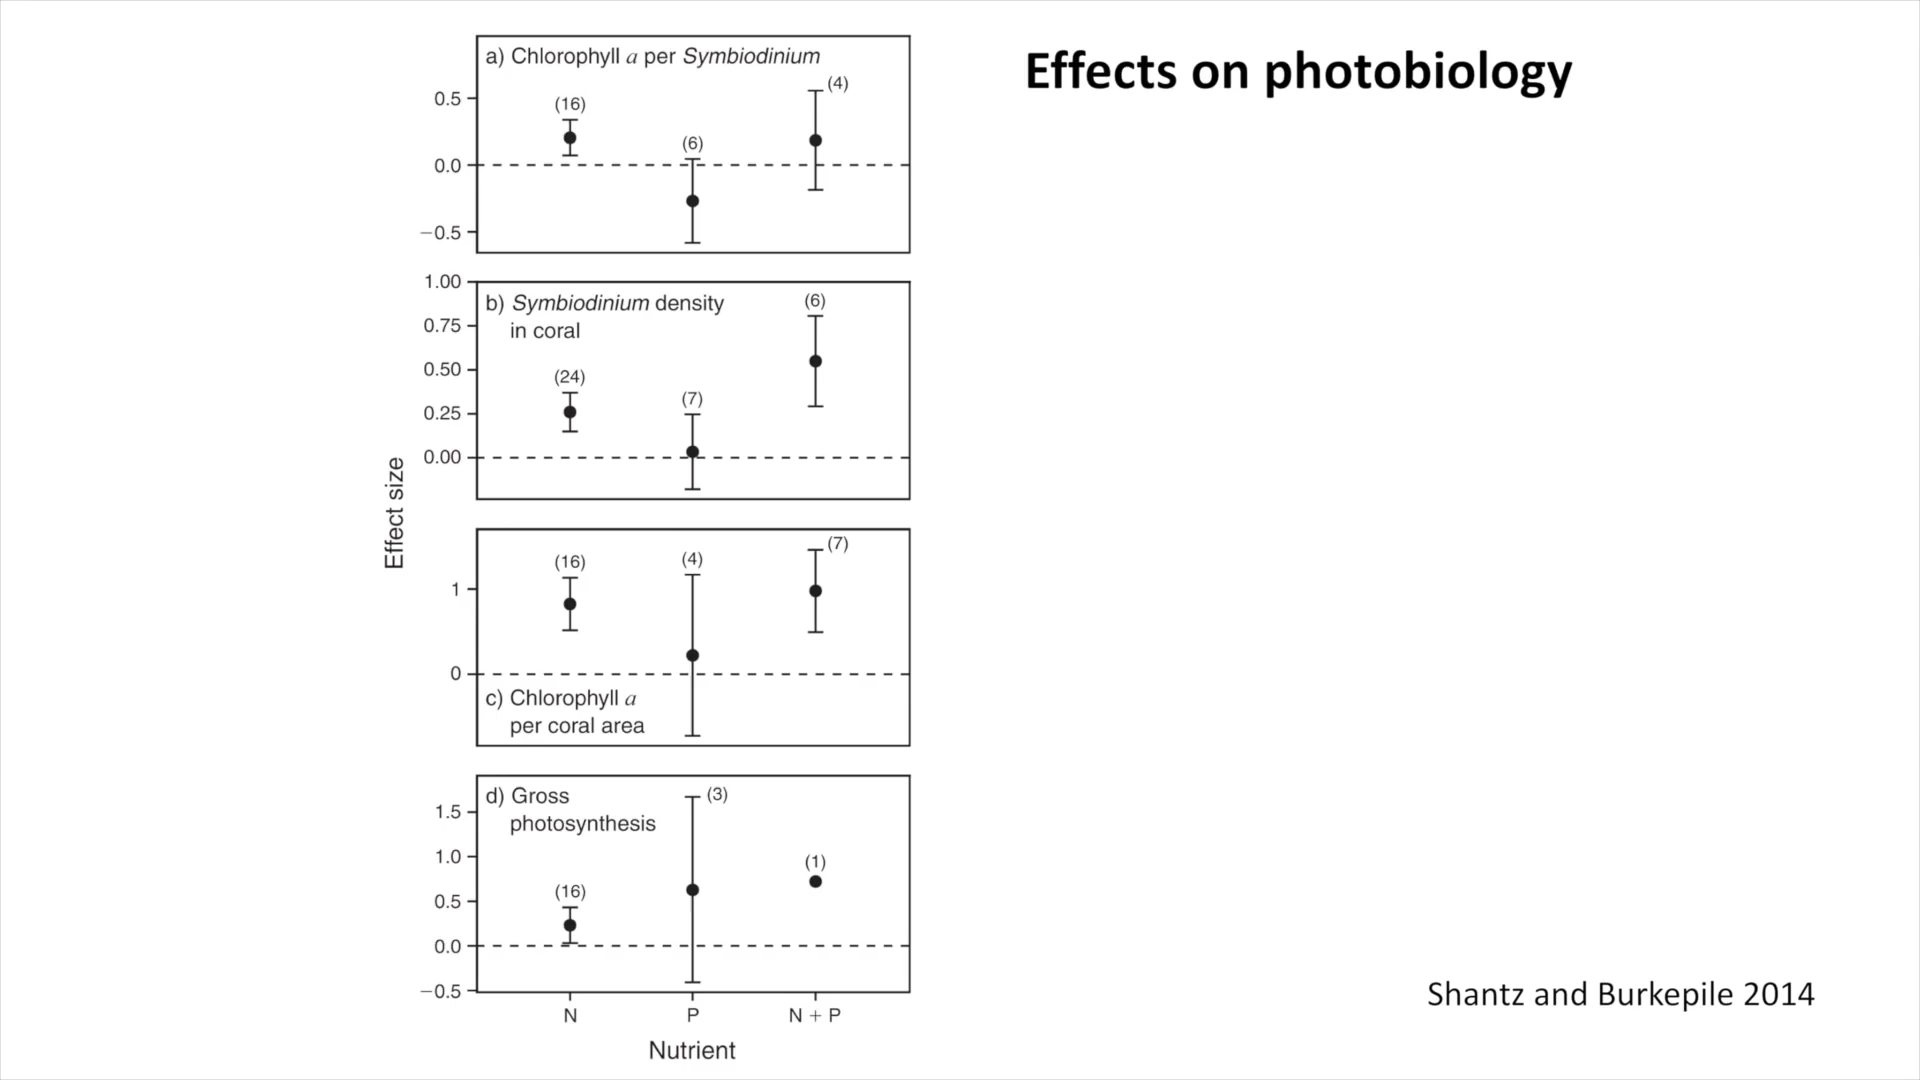 Effects on photobiology
a) Chlorophyll a per Symbiodinium
0.5
0.0
−0.5
(16)
(6)
(4)
b) Symbiodinium density
in coral
1.00
0.75
0.50
0.25
0.00
(24)
(7)
(6)
Effect size
1
0
(16)
(4)
(7)
c) Chlorophyll a
per coral area
d) Gross
photosynthesis
1.5
1.0
0.5
0.0
−0.5
(16)
(3)
(1)
N
P
N + P
Nutrient
Shantz and Burkepile 2014